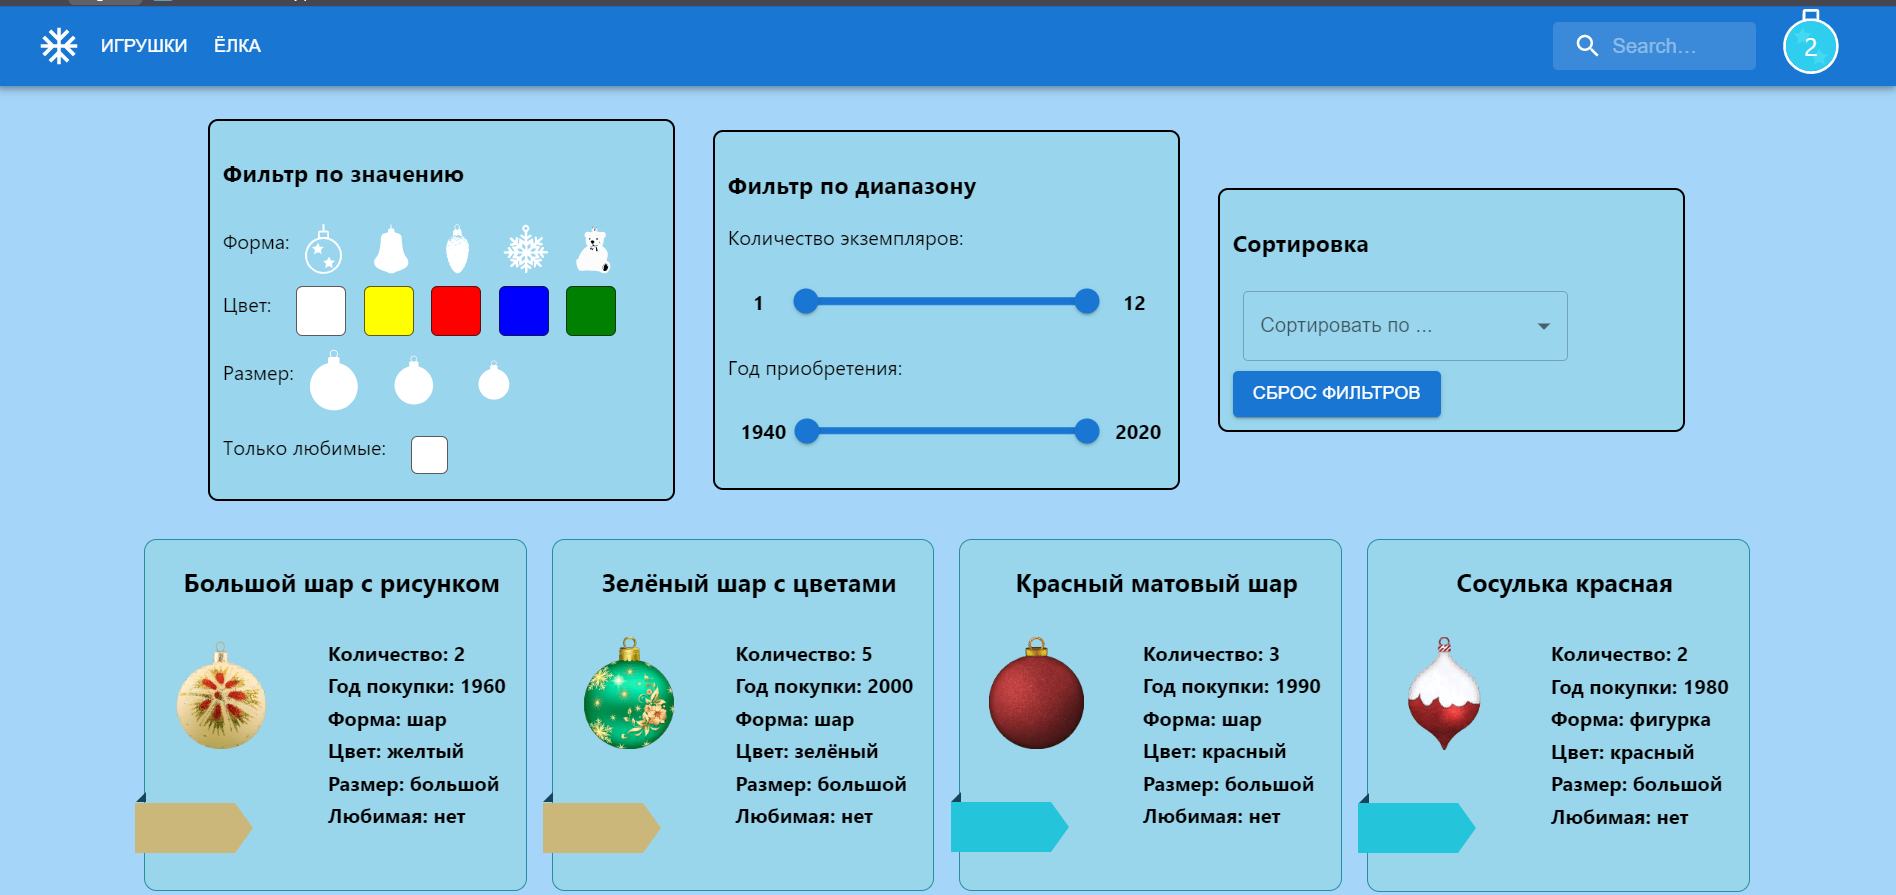 ИГРУШКИ ЁЛКА Search... 2
Фильтр по значению
Форма:
Цвет:
Размер:
Только любимые:
Фильтр по диапазону
Количество экземпляров:
1 12
Год приобретения:
1940 2020
Сортировка
Сортировать по ...
СБРОС ФИЛЬТРОВ
Большой шар с рисунком
Количество: 2
Год покупки: 1960
Форма: шар
Цвет: желтый
Размер: большой
Любимая: нет
Зелёный шар с цветами
Количество: 5
Год покупки: 2000
Форма: шар
Цвет: зелёный
Размер: большой
Любимая: нет
Красный матовый шар
Количество: 3
Год покупки: 1990
Форма: шар
Цвет: красный
Размер: большой
Любимая: нет
Сосулька красная
Количество: 2
Год покупки: 1980
Форма: фигурка
Цвет: красный
Размер: большой
Любимая: нет